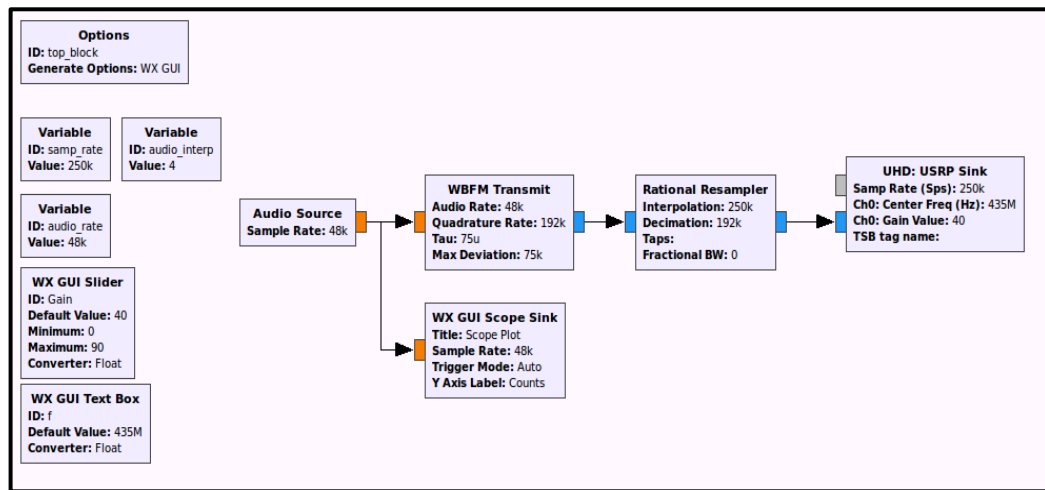 Options
ID: top_block
Generate Options: WX GUI
Variable
ID: samp_rate
Value: 250k
Variable
ID: audio_interp
Value: 4
Variable
ID: audio_rate
Value: 48k
WX GUI Slider
ID: Gain
Default Value: 40
Minimum: 0
Maximum: 90
Converter: Float
WX GUI Text Box
ID: f
Default Value: 435M
Converter: Float
Audio Source
Sample Rate: 48k
WBFM Transmit
Audio Rate: 48k
Quadrature Rate: 192k
Tau: 75u
Max Deviation: 75k
WX GUI Scope Sink
Title: Scope Plot
Sample Rate: 48k
Trigger Mode: Auto
Y Axis Label: Counts
Rational Resampler
Interpolation: 250k
Decimation: 192k
Taps:
Fractional BW: 0
UHD: USRP Sink
Samp Rate (Sps): 250k
Ch0: Center Freq (Hz): 435M
Ch0: Gain Value: 40
TSB tag name: